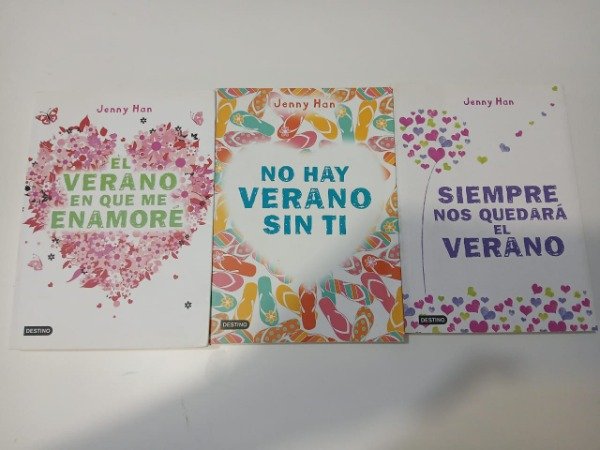 Jenny Han
EL
VERANO
EN QUE ME
ENAMORÉ
DESTINO
Jenny Han
NO HAY
VERANO
SIN TI
DESTINO
Jenny Han
SIEMPRE
NOS QUEDARÁ
EL
VERANO
DESTINO